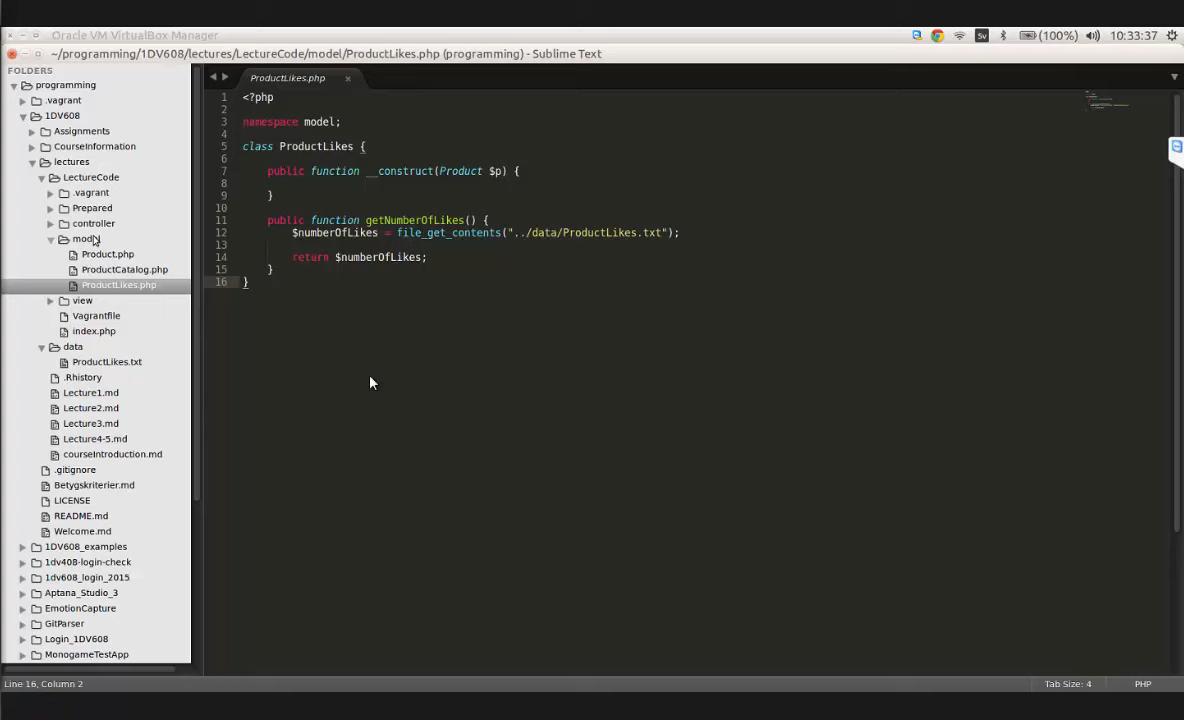 Oracle VM VirtualBox Manager
Sv
(100%)
10:33:37
~/programming/1DV608/lectures/LectureCode/model/ProductLikes.php (programming) - Sublime Text
FOLDERS
programming
.vagrant
1DV608
Assignments
CourseInformation
lectures
LectureCode
.vagrant
Prepared
controller
model
Product.php
ProductCatalog.php
ProductLikes.php
view
Vagrantfile
index.php
data
ProductLikes.txt
.Rhistory
Lecture1.md
Lecture2.md
Lecture3.md
Lecture4-5.md
courseIntroduction.md
.gitignore
Betygskriterier.md
LICENSE
README.md
Welcome.md
1DV608_examples
1dv408-login-check
1dv608_login_2015
Aptana_Studio_3
EmotionCapture
GitParser
Login_1DV608
MonogameTestApp
ProductLikes.php ×
1 <?php
2
3 namespace model;
4
5 class ProductLikes {
6
7 public function __construct(Product $p) {
8
9 }
10
11 public function getNumberOfLikes() {
12 $numberOfLikes = file_get_contents("../data/ProductLikes.txt");
13
14 return $numberOfLikes;
15 }
16 }
Line 16, Column 2
Tab Size: 4
PHP